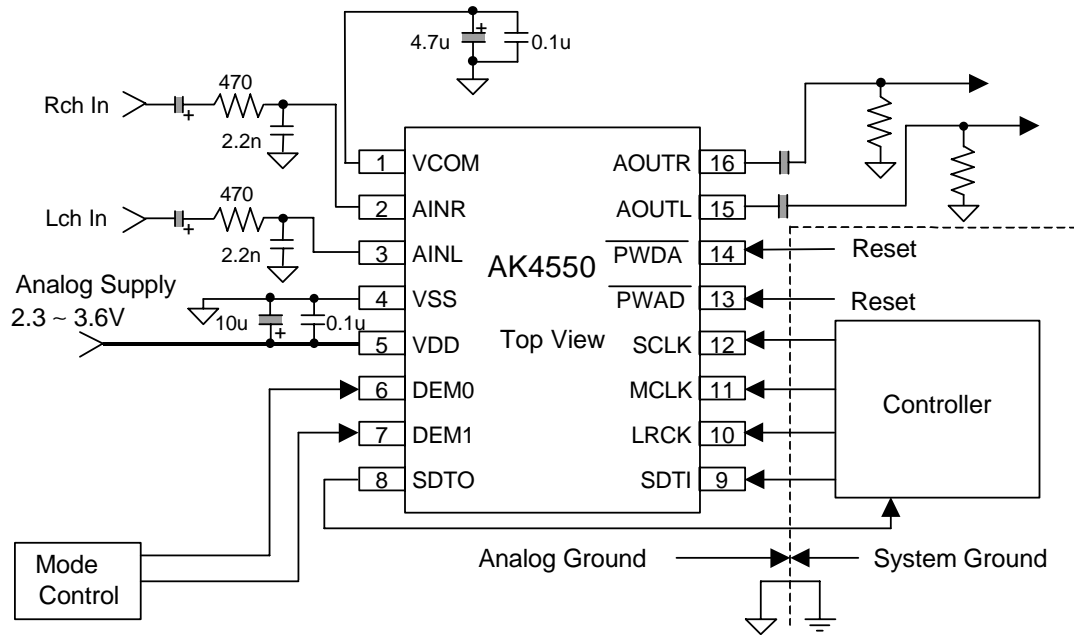 4.7u
0.1u
470
Rch In
2.2n
470
Lch In
2.2n
Analog Supply
2.3 ~ 3.6V
10u
0.1u
1 VCOM
2 AINR
3 AINL
4 VSS
5 VDD
6 DEM0
7 DEM1
8 SDTO
AK4550
Top View
AOUTR 16
AOUTL 15
PWDA 14
PWAD 13
SCLK 12
MCLK 11
LRCK 10
SDTI 9
Reset
Reset
Controller
Mode
Control
Analog Ground
System Ground